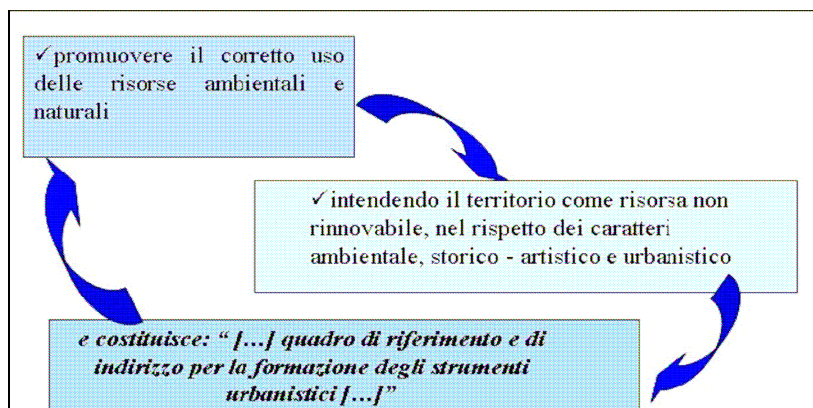 ✓promuovere il corretto uso
delle risorse ambientali e
naturali
✓intendendo il territorio come risorsa non
rinnovabile, nel rispetto dei caratteri
ambientale, storico - artistico e urbanistico
e costituisce: “ […] quadro di riferimento e di
indirizzo per la formazione degli strumenti
urbanistici […]”